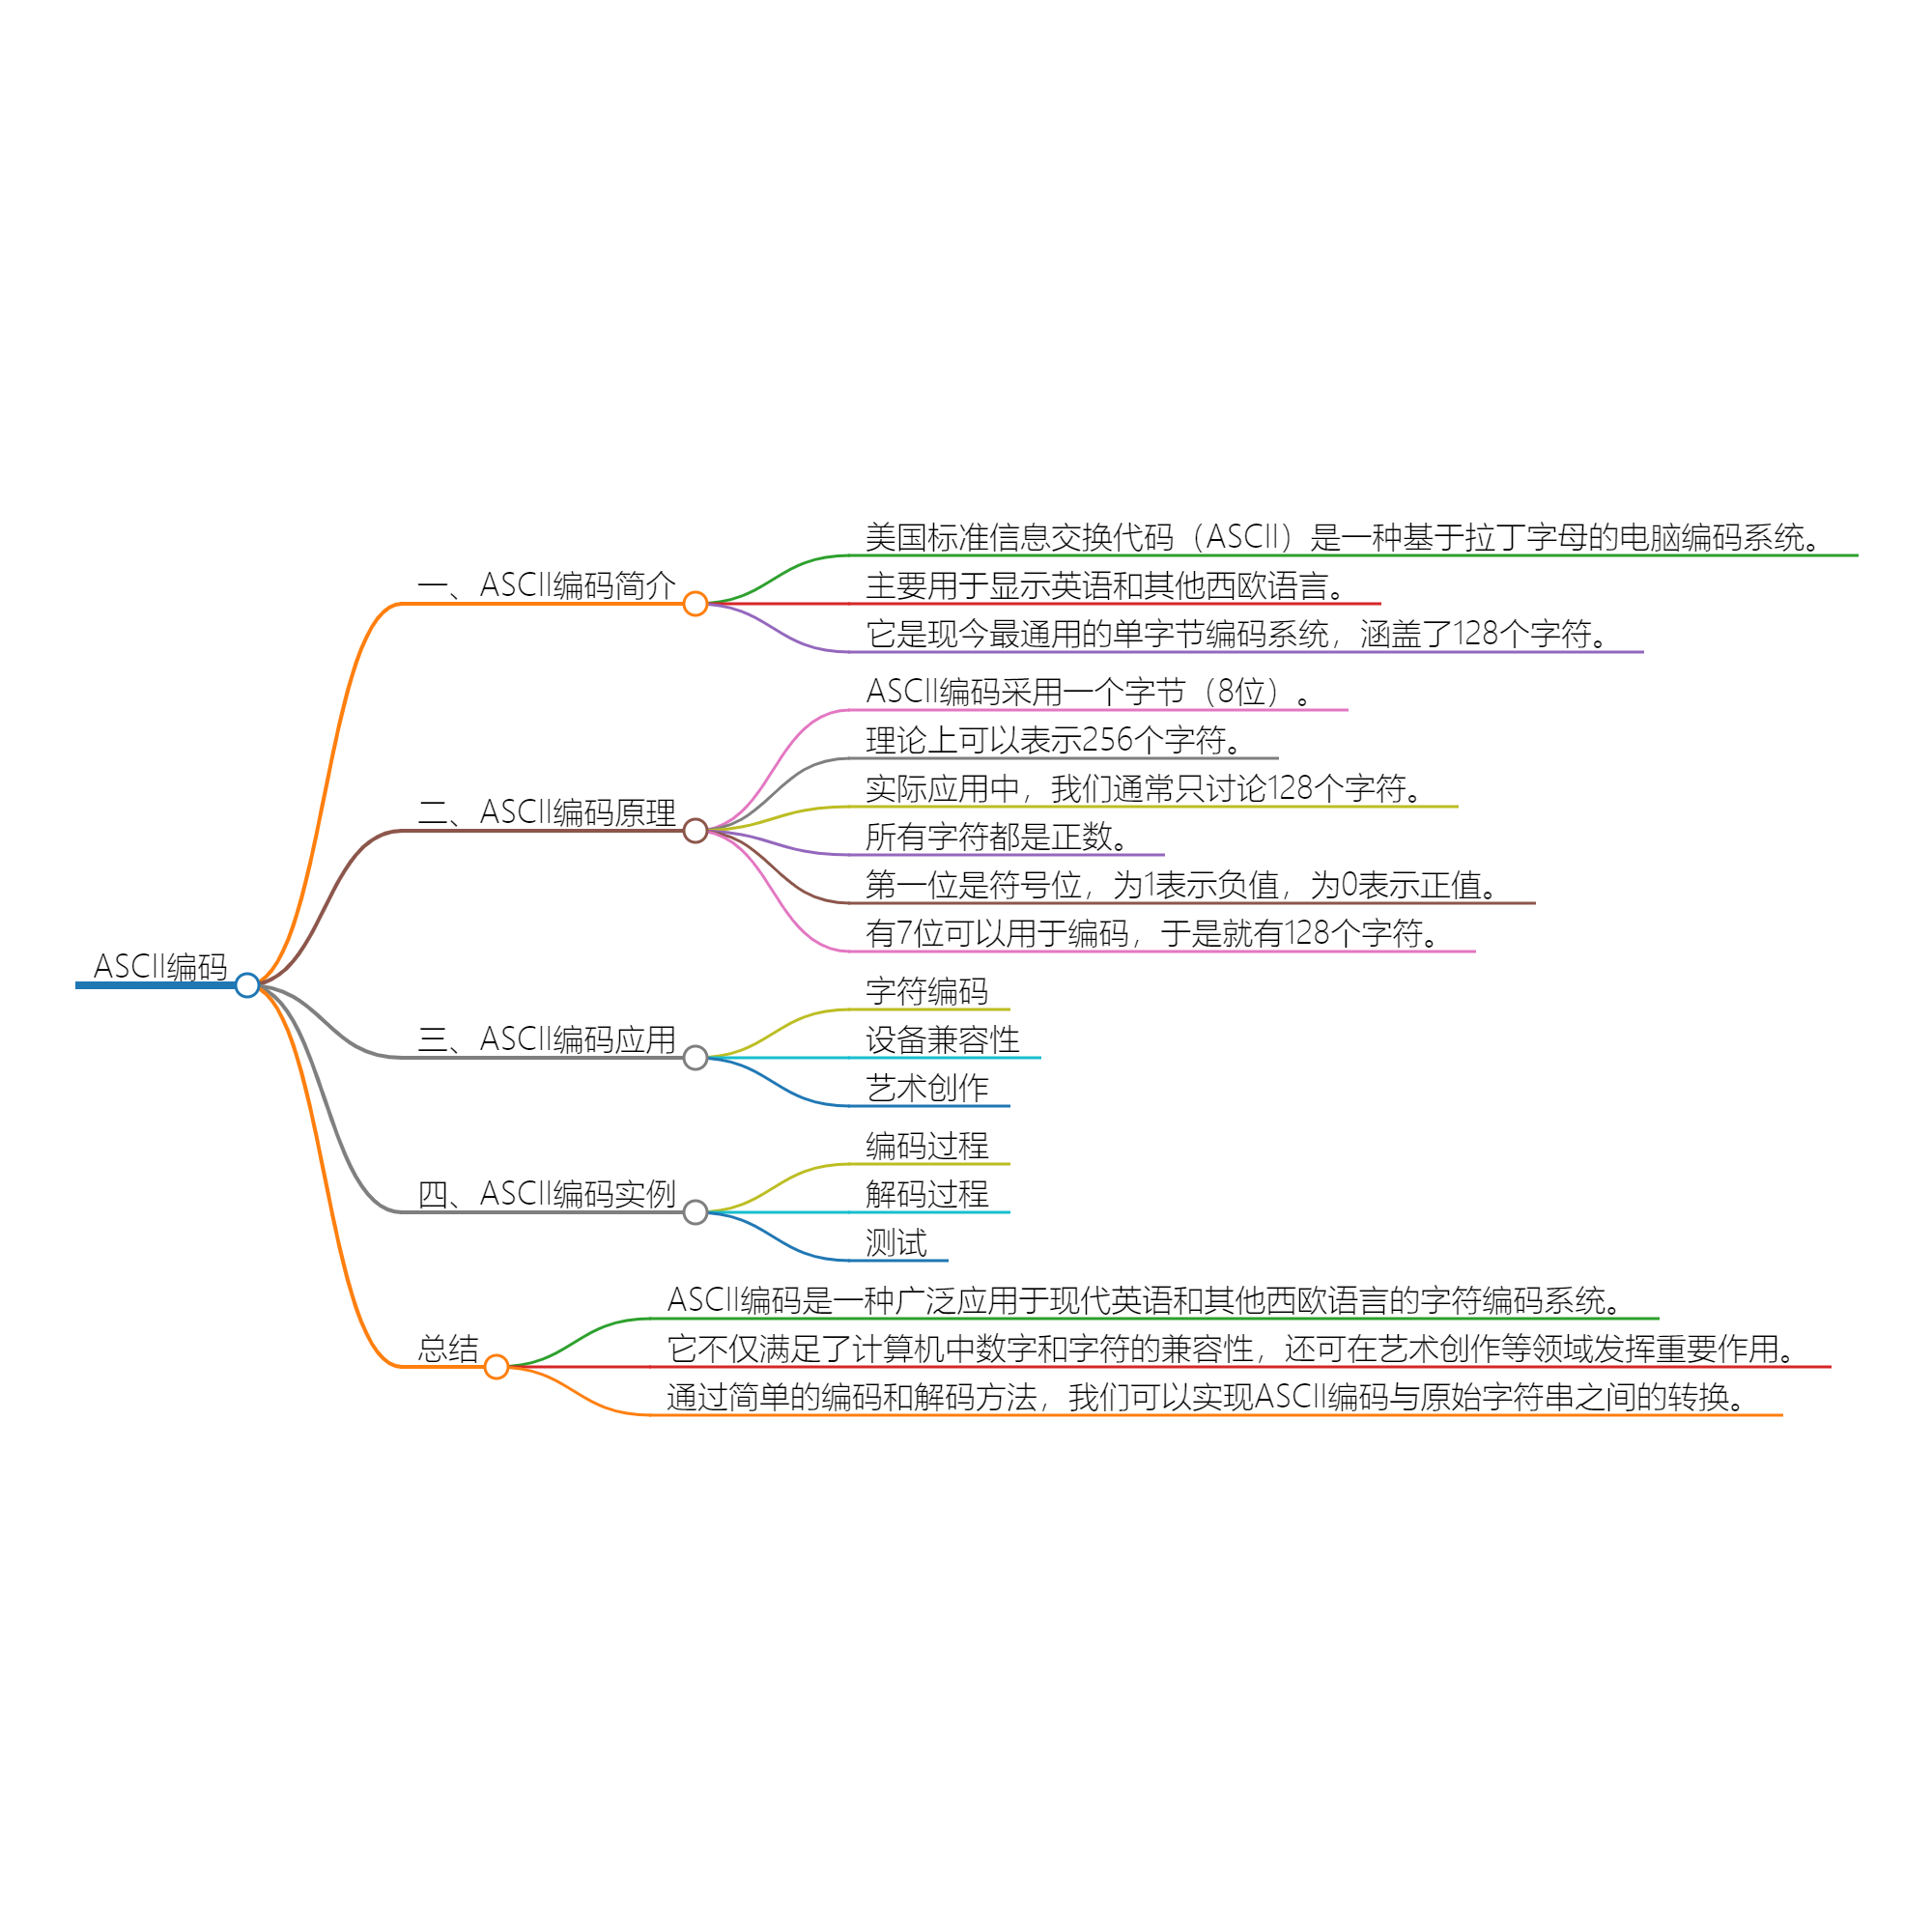 ASCII编码
一、ASCII编码简介
美国标准信息交换代码（ASCII）是一种基于拉丁字母的电脑编码系统。
主要用于显示英语和其他西欧语言。
它是现今最通用的单字节编码系统，涵盖了128个字符。
二、ASCII编码原理
ASCII编码采用一个字节（8位）。
理论上可以表示256个字符。
实际应用中，我们通常只讨论128个字符。
所有字符都是正数。
第一位是符号位，为1表示负值，为0表示正值。
有7位可以用于编码，于是就有128个字符。
三、ASCII编码应用
字符编码
设备兼容性
艺术创作
四、ASCII编码实例
编码过程
解码过程
测试
总结
ASCII编码是一种广泛应用于现代英语和其他西欧语言的字符编码系统。
它不仅满足了计算机中数字和字符的兼容性，还可在艺术创作等领域发挥重要作用。
通过简单的编码和解码方法，我们可以实现ASCII编码与原始字符串之间的转换。